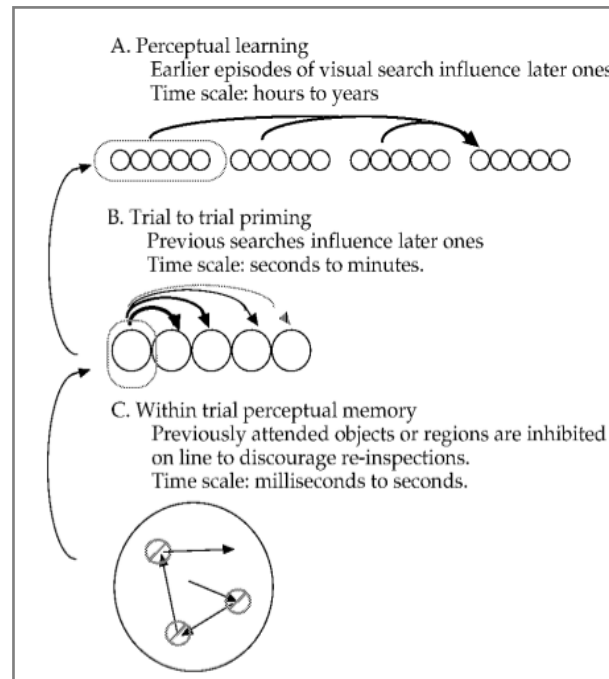 A. Perceptual learning
Earlier episodes of visual search influence later ones
Time scale: hours to years
B. Trial to trial priming
Previous searches influence later ones
Time scale: seconds to minutes.
C. Within trial perceptual memory
Previously attended objects or regions are inhibited
on line to discourage re-inspections.
Time scale: milliseconds to seconds.